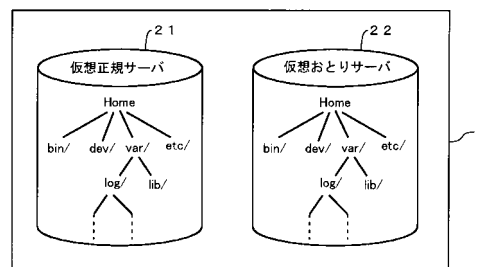 21
仮想正規サーバ
Home
bin/ dev/ var/ etc/
log/ lib/
22
仮想おとりサーバ
Home
bin/ dev/ var/ etc/
log/ lib/